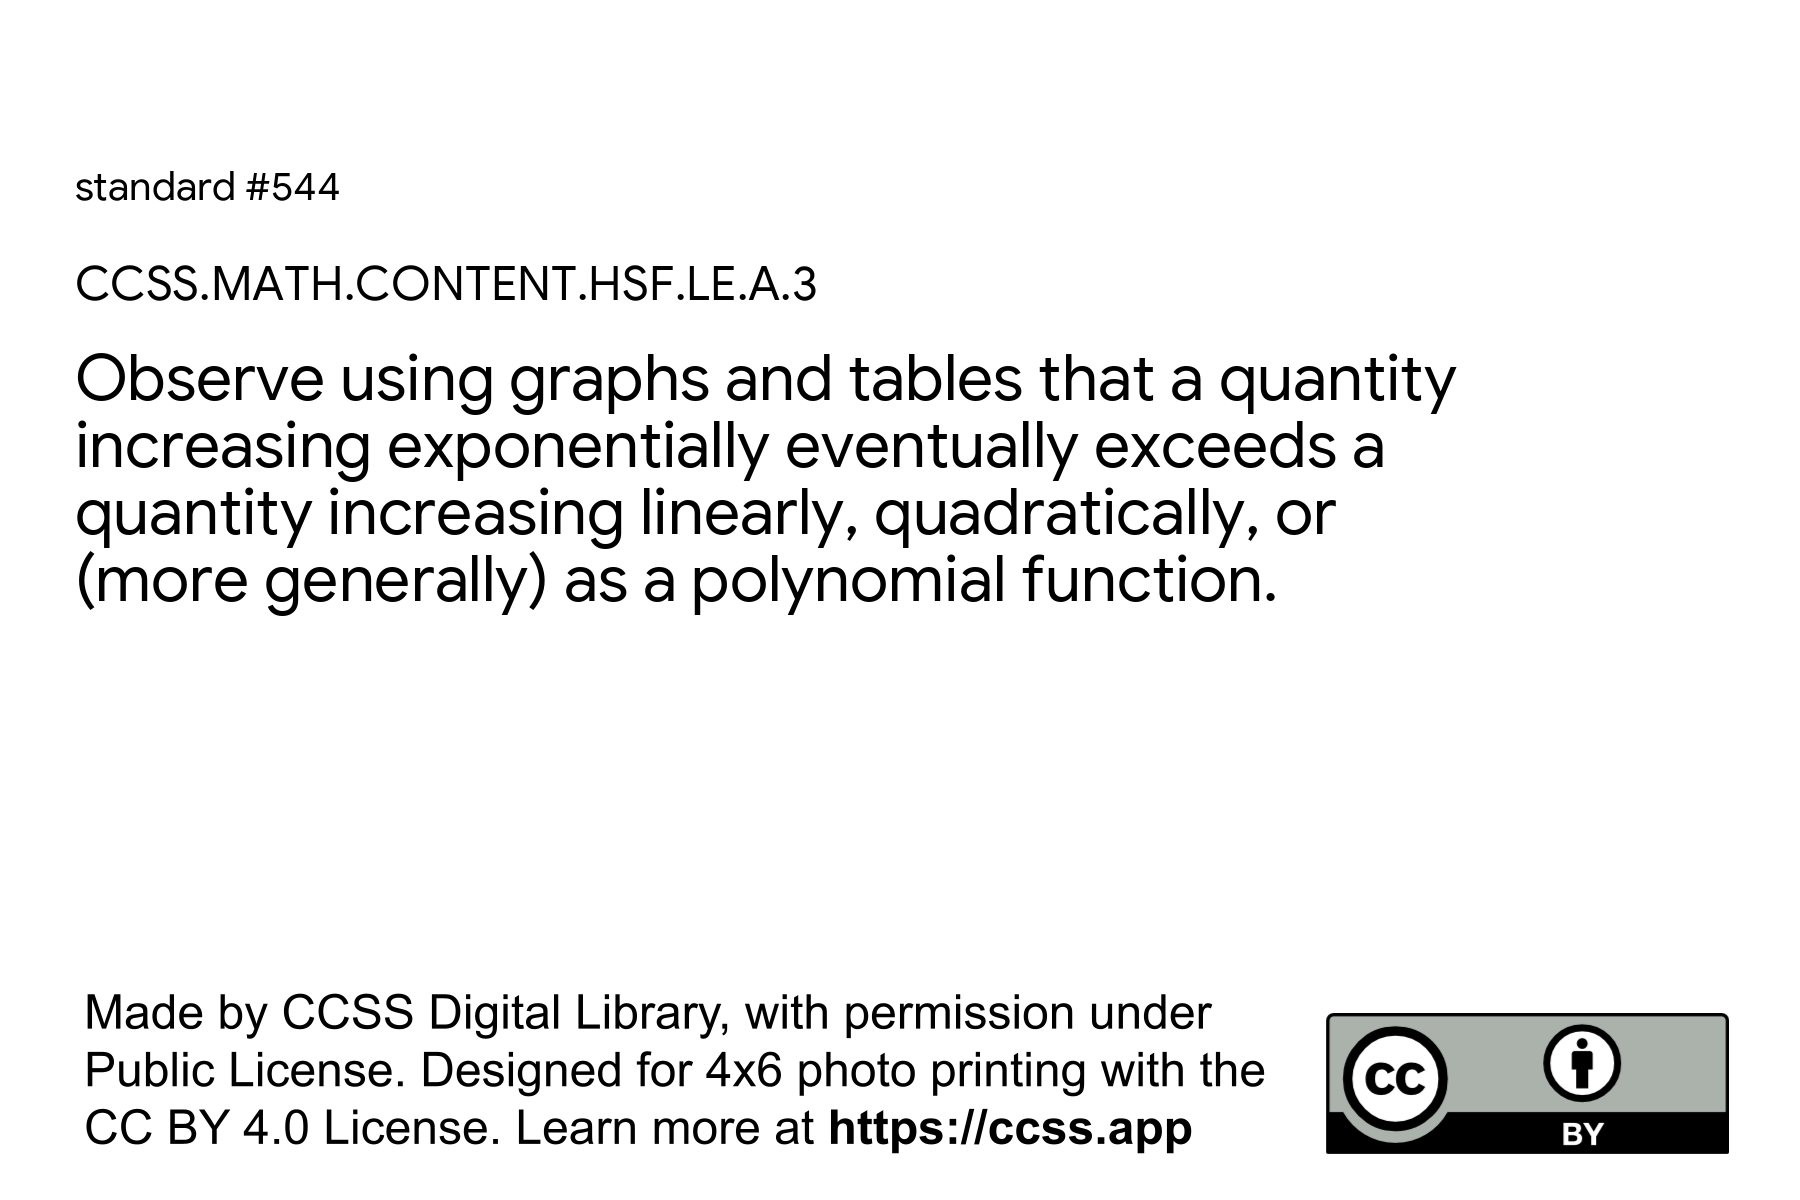 standard #544
CCSS.MATH.CONTENT.HSF.LE.A.3
Observe using graphs and tables that a quantity
increasing exponentially eventually exceeds a
quantity increasing linearly, quadratically, or
(more generally) as a polynomial function.
Made by CCSS Digital Library, with permission under
Public License. Designed for 4x6 photo printing with the
CC BY 4.0 License. Learn more at https://ccss.app
CC
BY